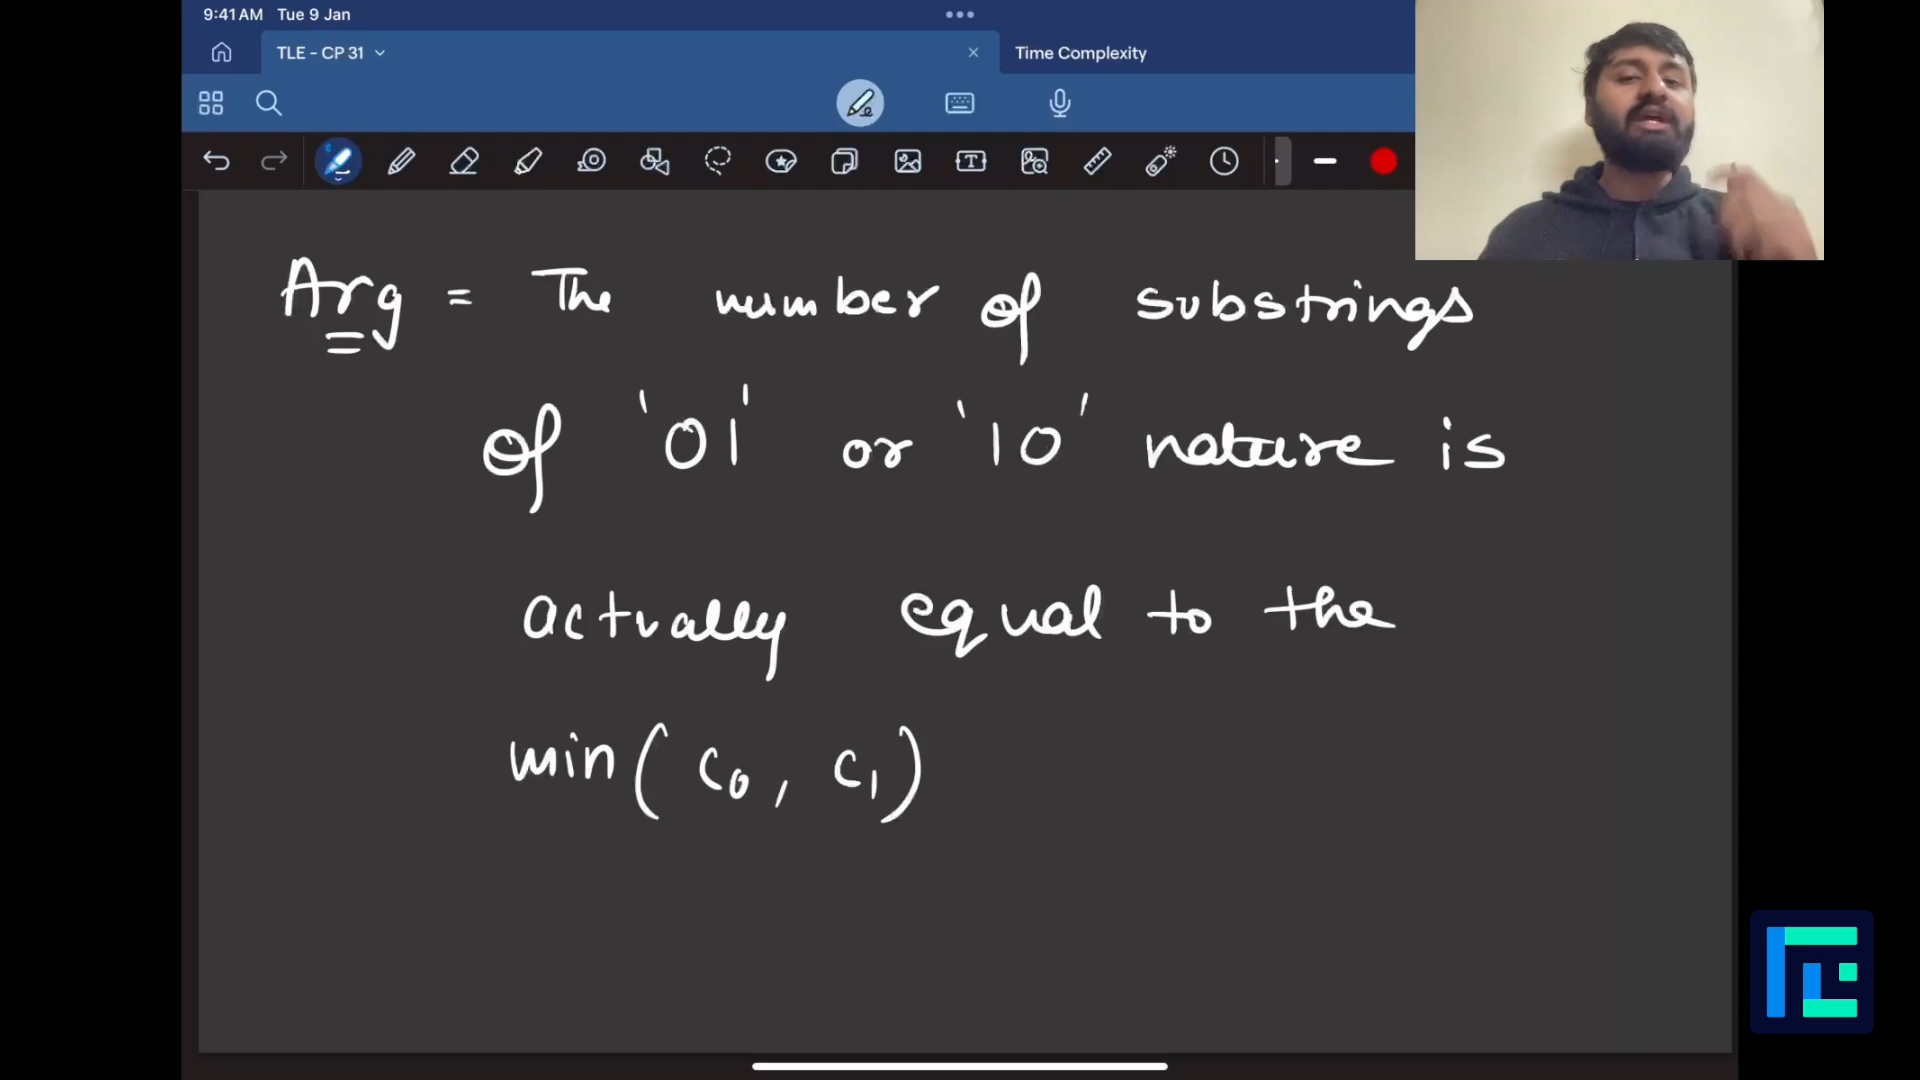 9:41 AM Tue 9 Jan
TLE - CP 31
Time Complexity
Arg = The number of substrings
of '01' or '10' nature is
actually equal to the
min( c0, c1)